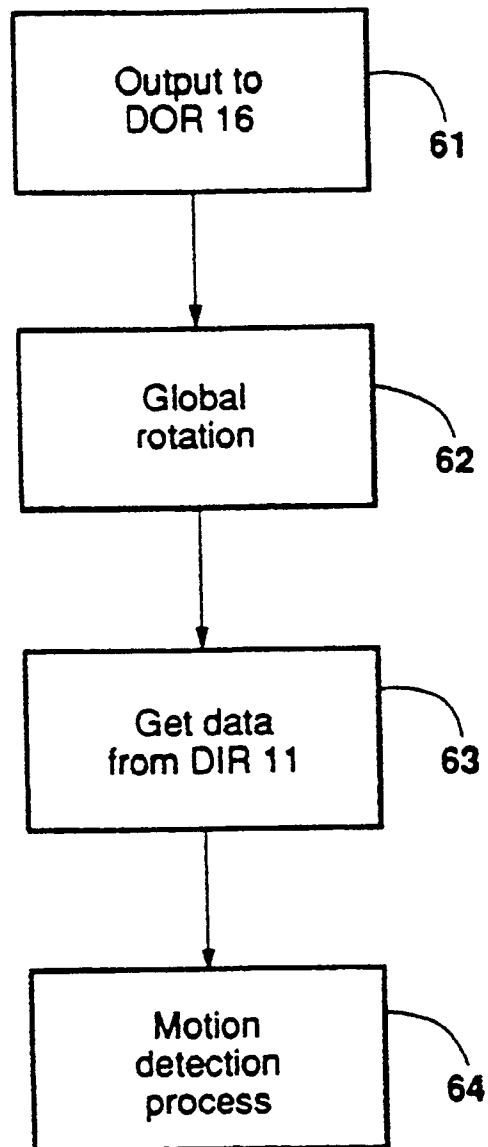 Output to
DOR 16
61
Global
rotation
62
Get data
from DIR 11
63
Motion
detection
process
64